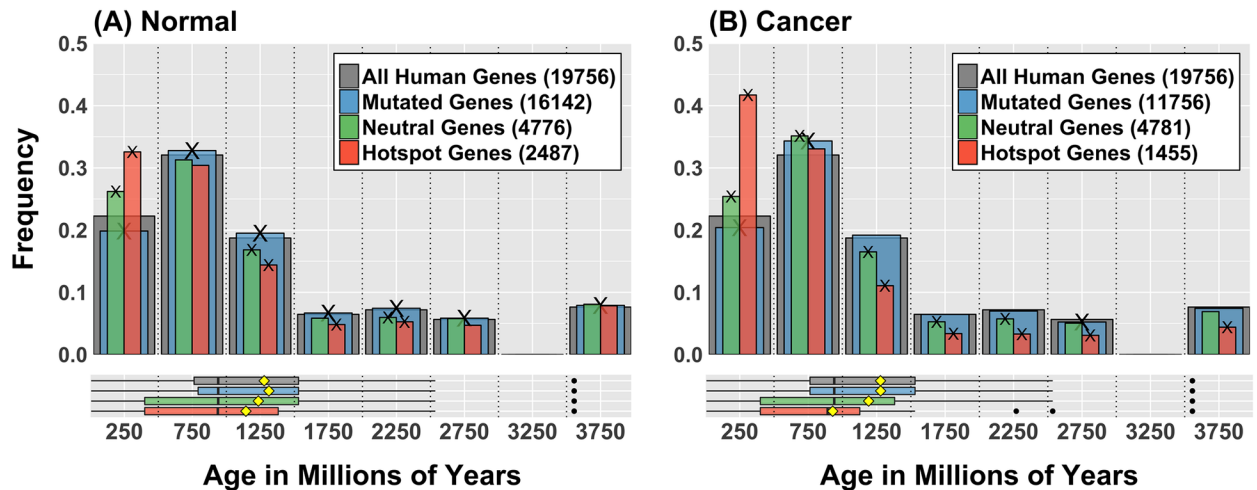 (A) Normal
(B) Cancer
Frequency
0.5
0.4
0.3
0.2
0.1
0.0
All Human Genes (19756)
Mutated Genes (16142)
Neutral Genes (4776)
Hotspot Genes (2487)
250 750 1250 1750 2250 2750 3250 3750
Age in Millions of Years
0.5
0.4
0.3
0.2
0.1
0.0
All Human Genes (19756)
Mutated Genes (11756)
Neutral Genes (4781)
Hotspot Genes (1455)
250 750 1250 1750 2250 2750 3250 3750
Age in Millions of Years